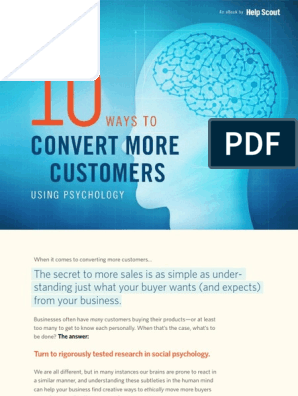 An eBook by Help Scout
10 WAYS TO
CONVERT MORE
CUSTOMERS
USING PSYCHOLOGY
PDF
When it comes to converting more customers...
The secret to more sales is as simple as under-
standing just what your buyer wants (and expects)
from your business.
Businesses often have many customers buying their products—or at least
too many to get to know each personally. When that's the case, what's to
be done? The answer:
Turn to rigorously tested research in social psychology.
We are all different, but in many instances our brains are prone to react in
a similar manner, and understanding these subtleties in the human mind
can help your business find creative ways to ethically move more buyers